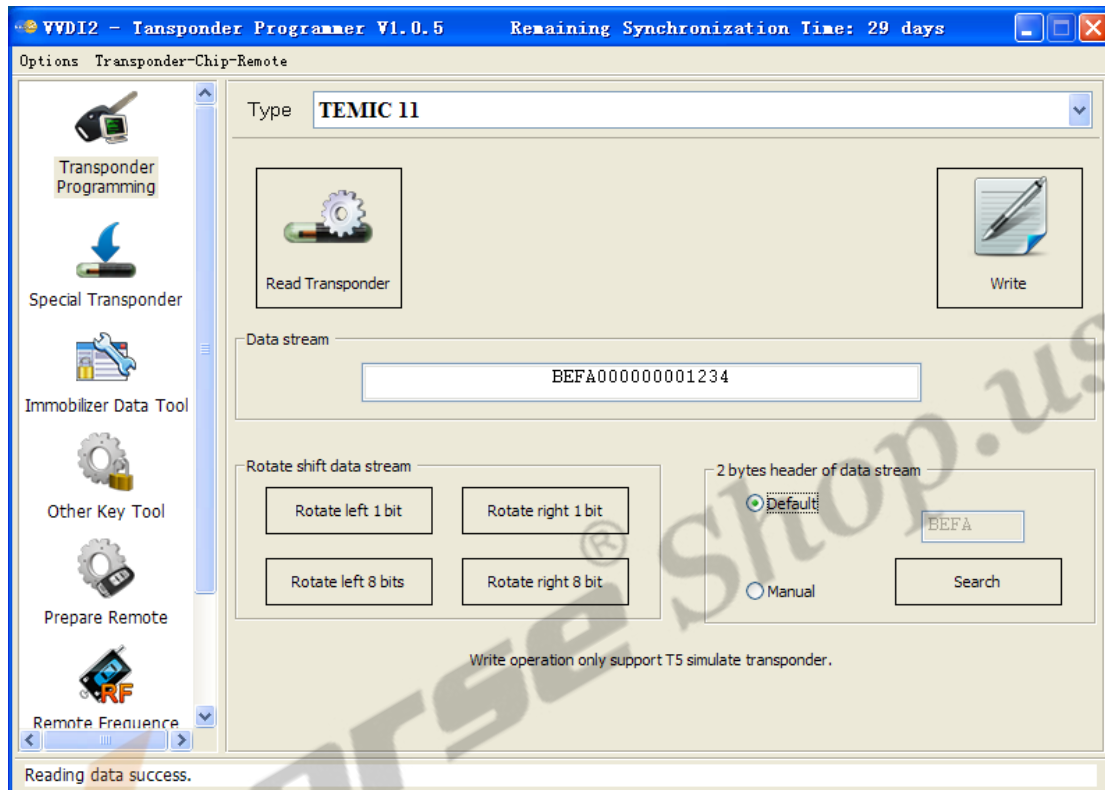 VVDI2 - Tansponder Programmer V1.0.5 Remaining Synchronization Time: 29 days
Options Transponder-Chip-Remote
Transponder
Programming
Special Transponder
Immobilizer Data Tool
Other Key Tool
Prepare Remote
RF
Remote Frequence
Type TEMIC 11
Read Transponder
Write
Data stream
BEFA000000001234
Rotate shift data stream
Rotate left 1 bit
Rotate right 1 bit
Rotate left 8 bits
Rotate right 8 bit
2 bytes header of data stream
Default
BEFA
Manual
Search
Write operation only support T5 simulate transponder.
Reading data success.
® Shop.us